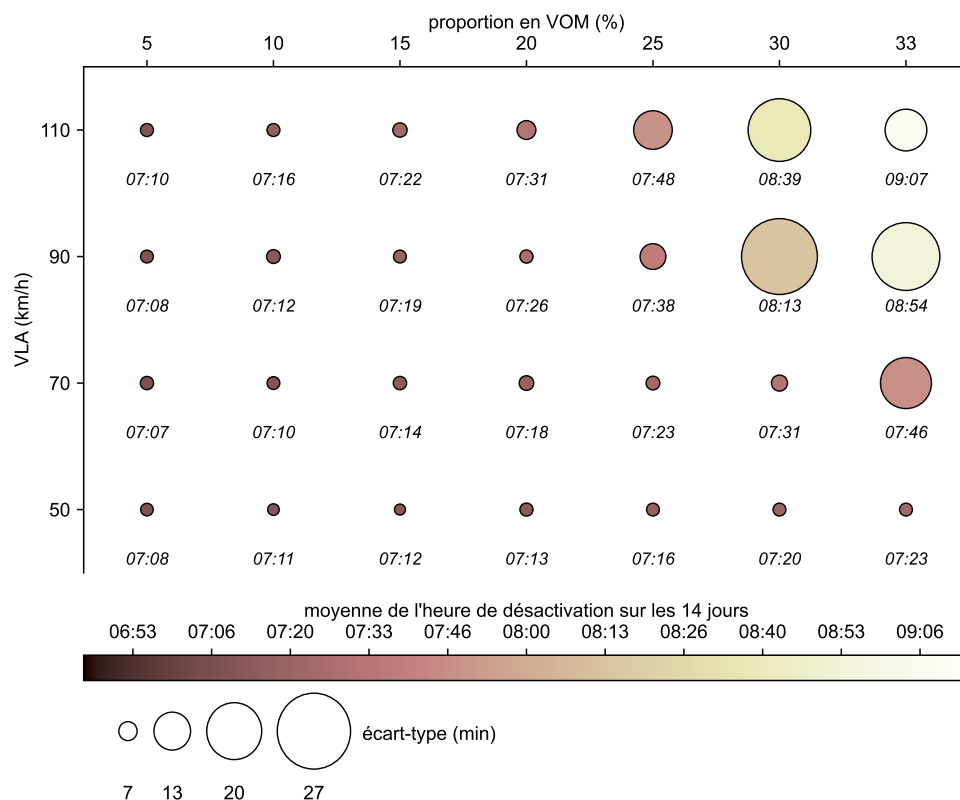 proportion en VOM (%)
5 10 15 20 25 30 33
110
07:10 07:16 07:22 07:31 07:48 08:39 09:07
90
07:08 07:12 07:19 07:26 07:38 08:13 08:54
VLA (km/h)
70
07:07 07:10 07:14 07:18 07:23 07:31 07:46
50
07:08 07:11 07:12 07:13 07:16 07:20 07:23
moyenne de l'heure de désactivation sur les 14 jours
06:53 07:06 07:20 07:33 07:46 08:00 08:13 08:26 08:40 08:53 09:06
écart-type (min)
7 13 20 27